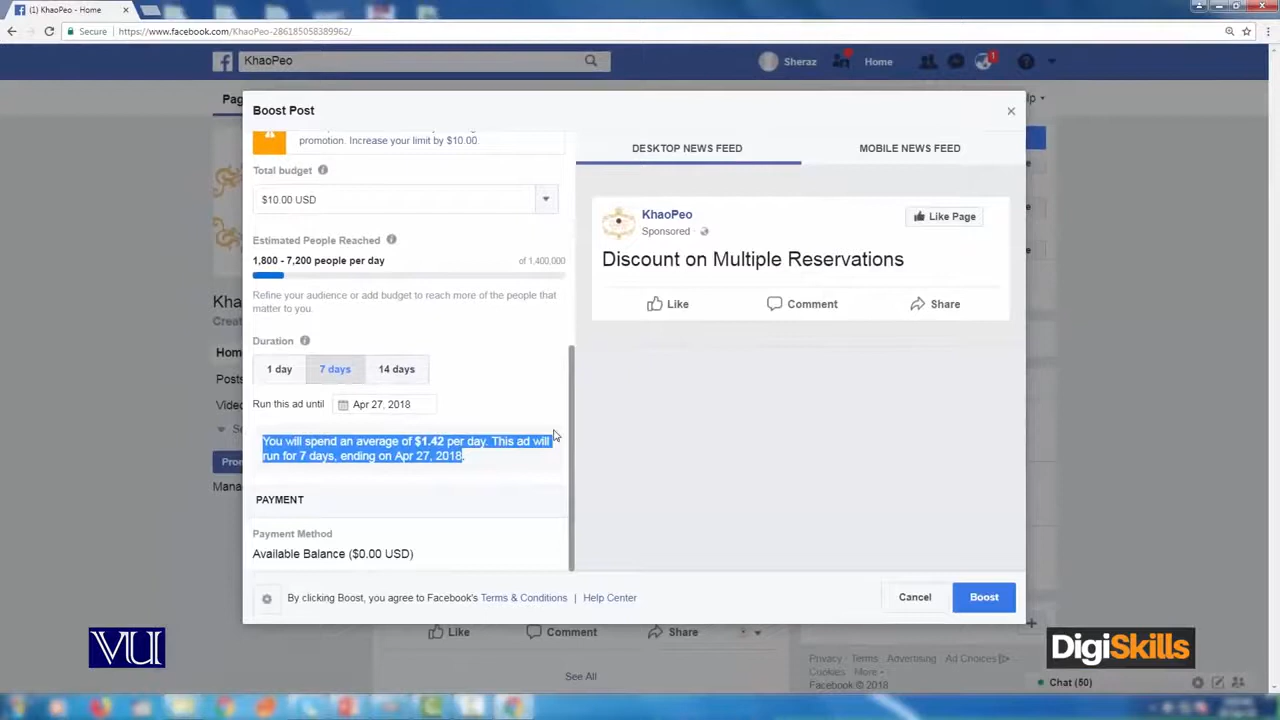 (1) KhaoPeo - Home
Secure
https://www.facebook.com/KhaoPeo-286185058389962/
KhaoPeo
Sheraz
Home
1
Boost Post
promotion. Increase your limit by $10.00.
Total budget
$10.00 USD
Estimated People Reached
1,800 - 7,200 people per day
of 1,400,000
Refine your audience or add budget to reach more of the people that
matter to you.
Duration
1 day
7 days
14 days
Run this ad until
Apr 27, 2018
You will spend an average of $1.42 per day. This ad will
run for 7 days, ending on Apr 27, 2018.
PAYMENT
Payment Method
Available Balance ($0.00 USD)
DESKTOP NEWS FEED
MOBILE NEWS FEED
KhaoPeo
Sponsored
Like Page
Discount on Multiple Reservations
Like
Comment
Share
By clicking Boost, you agree to Facebook's Terms & Conditions | Help Center
Cancel
Boost
Like
Comment
Share
See All
Privacy · Terms · Advertising · Ad Choices
Cookies · More
Facebook © 2018
Chat (50)
VU
DigiSkills